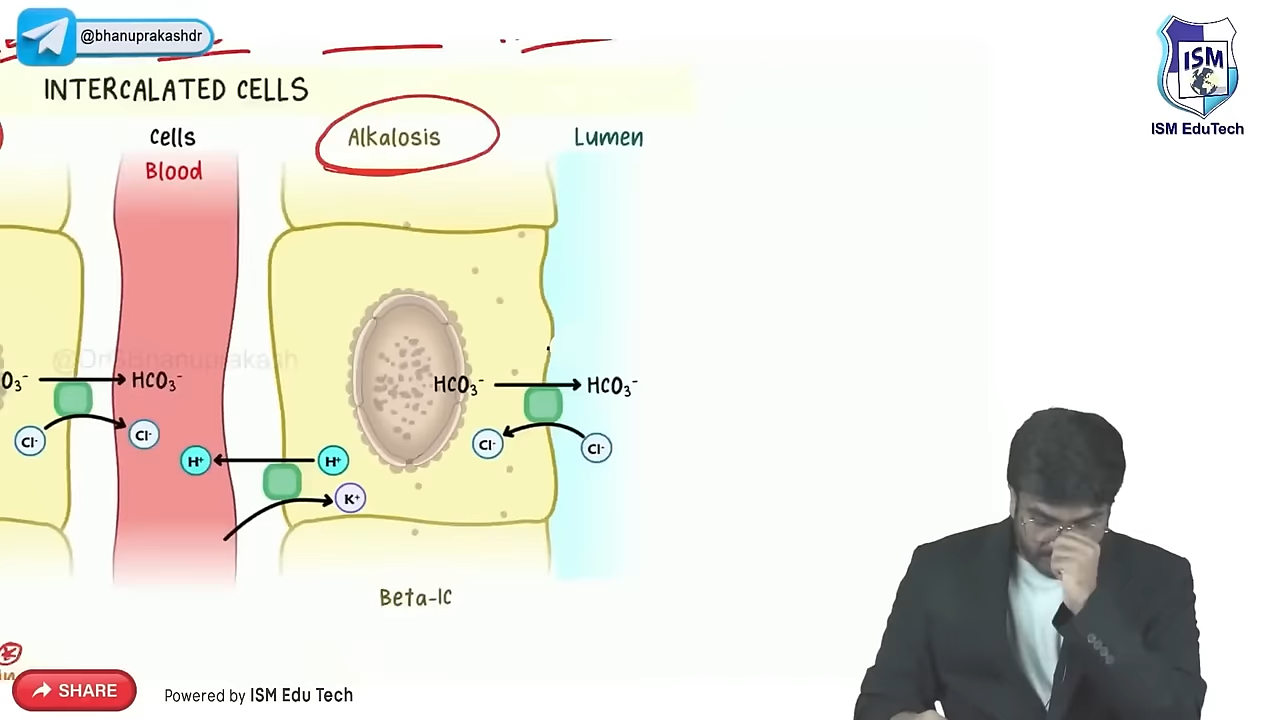 @bhanuprakashdr
INTERCALATED CELLS
ISM
ISM EduTech
Cells
Blood
Alkalosis
Lumen
HCO₃⁻
HCO₃⁻
HCO₃⁻
Cl⁻
Cl⁻
Cl⁻
Cl⁻
H⁺
H⁺
K⁺
Beta-IC
SHARE
Powered by ISM Edu Tech